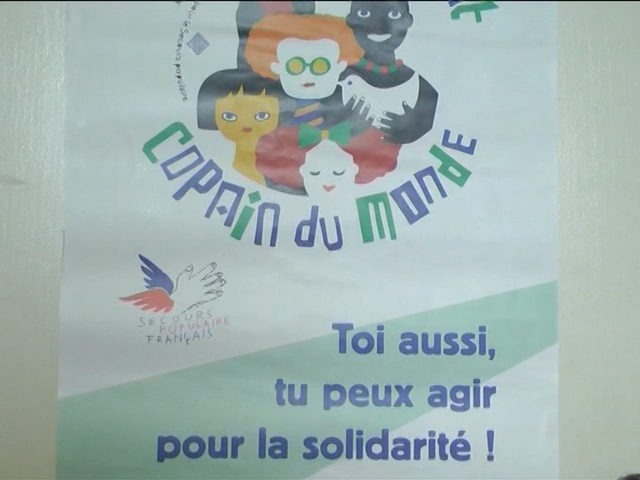 COPAIN DU MONDE
SECOURS
POPULAIRE
FRANÇAIS
Toi aussi,
tu peux agir
pour la solidarité !